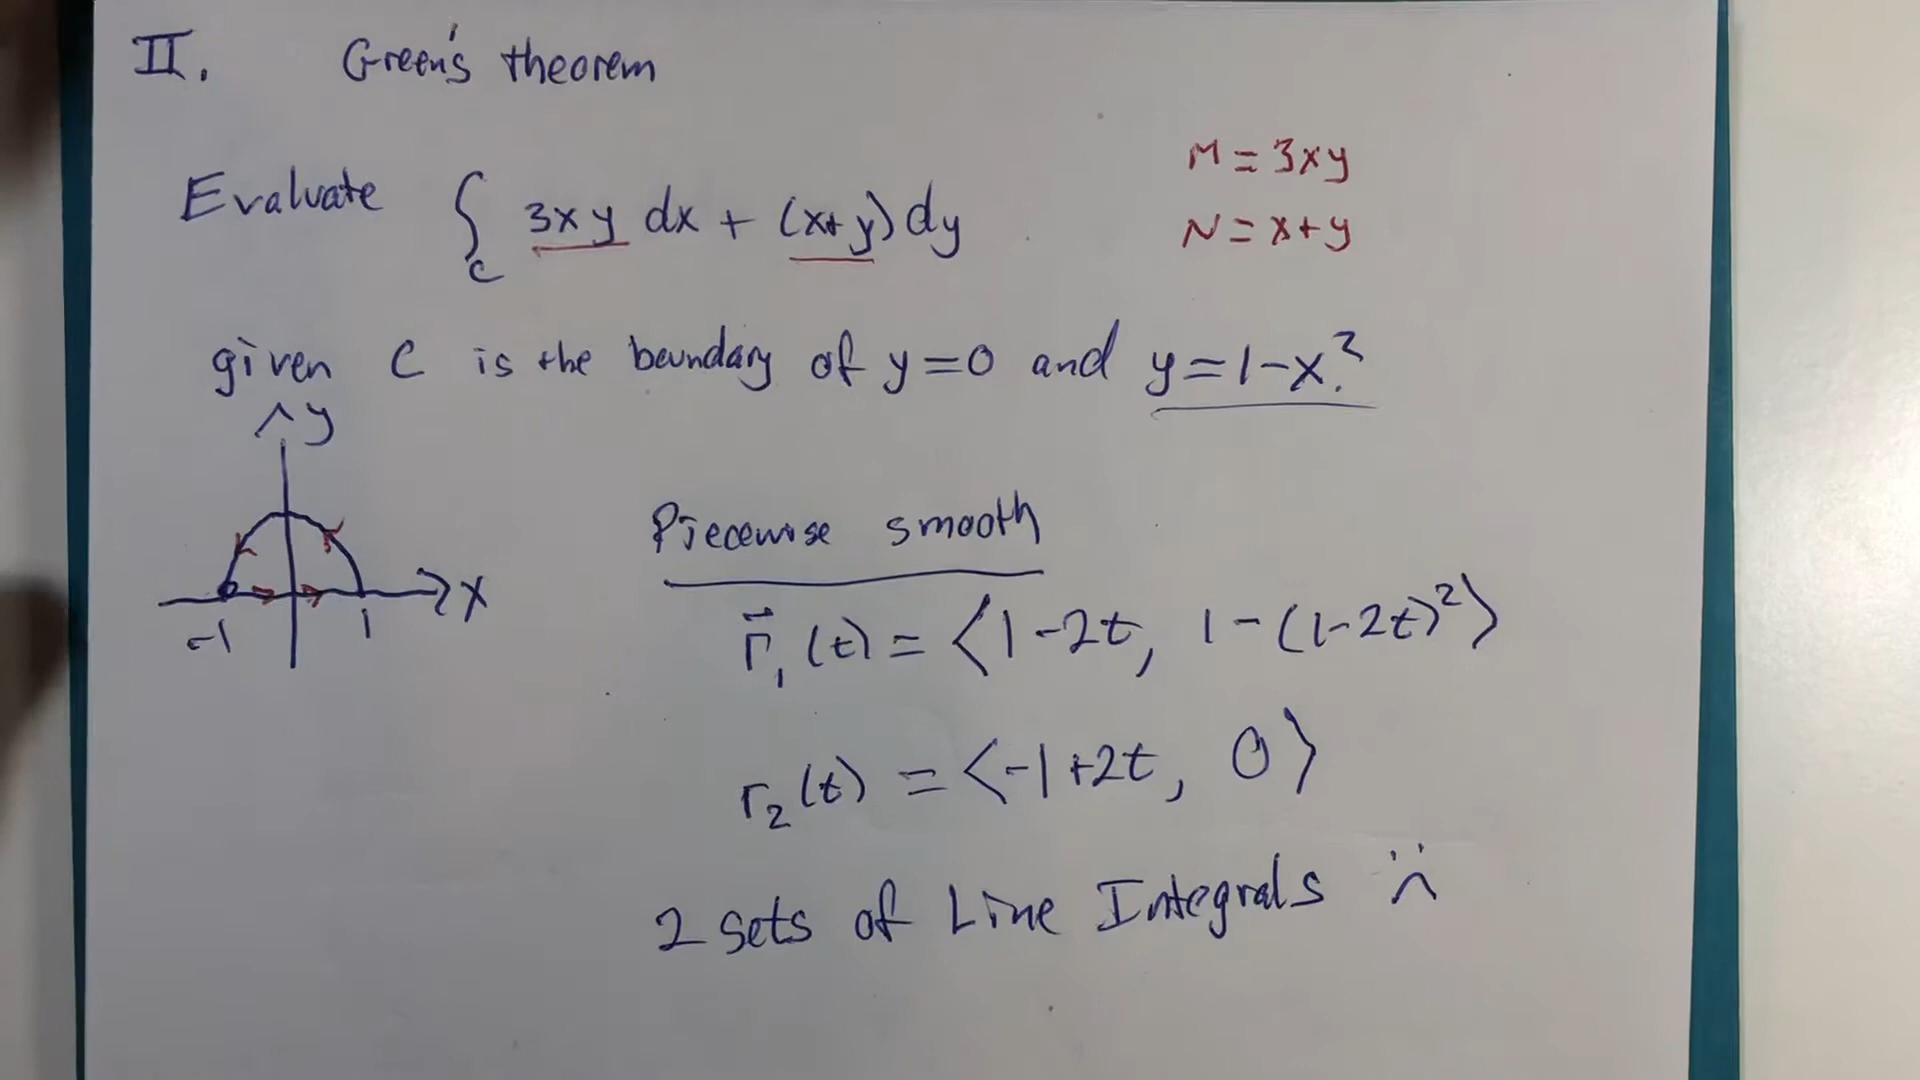 II. Green's theorem
Evaluate ∫_C 3xy dx + (x+y) dy
M = 3xy
N = x+y
given C is the boundary of y=0 and y=1-x².
y
x
-1 1
Piecewise smooth
r⃗₁(t) = ⟨1-2t, 1-(1-2t)²⟩
r₂(t) = ⟨-1+2t, 0⟩
2 sets of Line Integrals